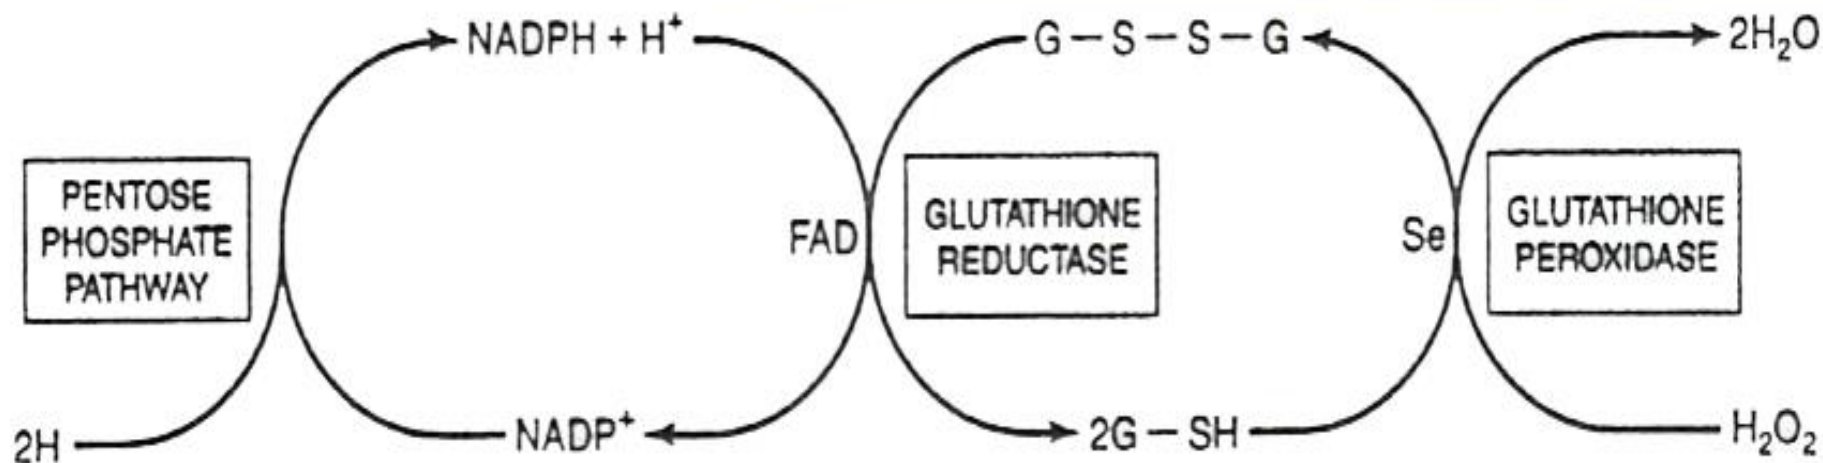 NADPH + H⁺
G – S – S – G
2H₂O
PENTOSE
PHOSPHATE
PATHWAY
FAD
GLUTATHIONE
REDUCTASE
Se
GLUTATHIONE
PEROXIDASE
2H
NADP⁺
2G – SH
H₂O₂